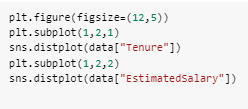 plt.figure(figsize=(12,5))
plt.subplot(1,2,1)
sns.distplot(data["Tenure"])
plt.subplot(1,2,2)
sns.distplot(data["EstimatedSalary"])